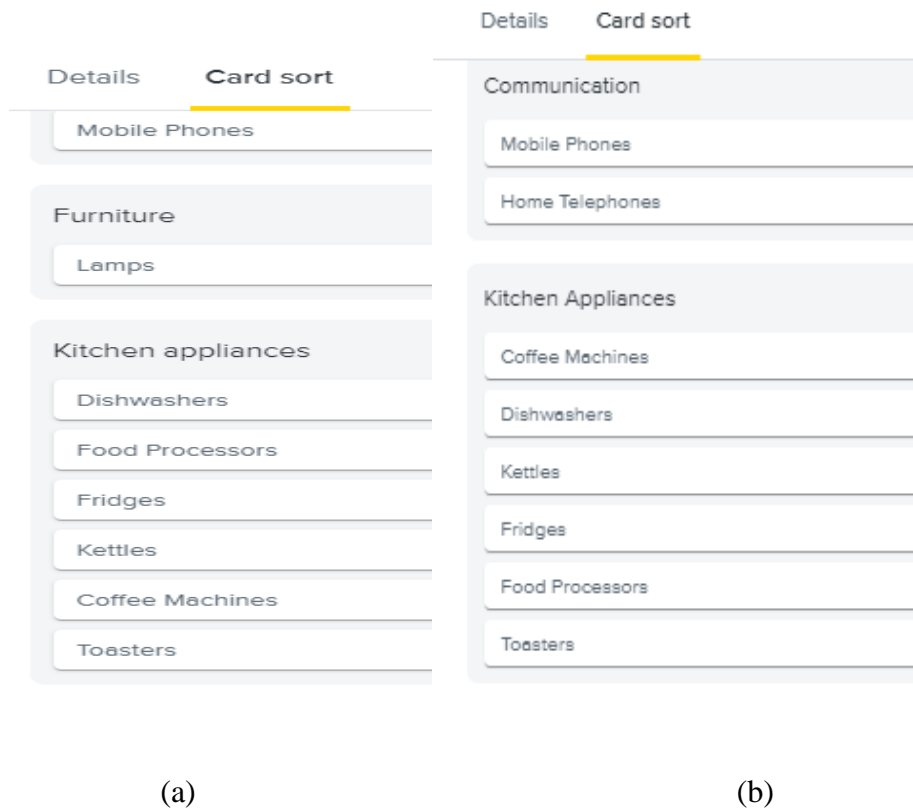 Details Card sort
Mobile Phones
Furniture
Lamps
Kitchen appliances
Dishwashers
Food Processors
Fridges
Kettles
Coffee Machines
Toasters
(a)
Details Card sort
Communication
Mobile Phones
Home Telephones
Kitchen Appliances
Coffee Machines
Dishwashers
Kettles
Fridges
Food Processors
Toasters
(b)